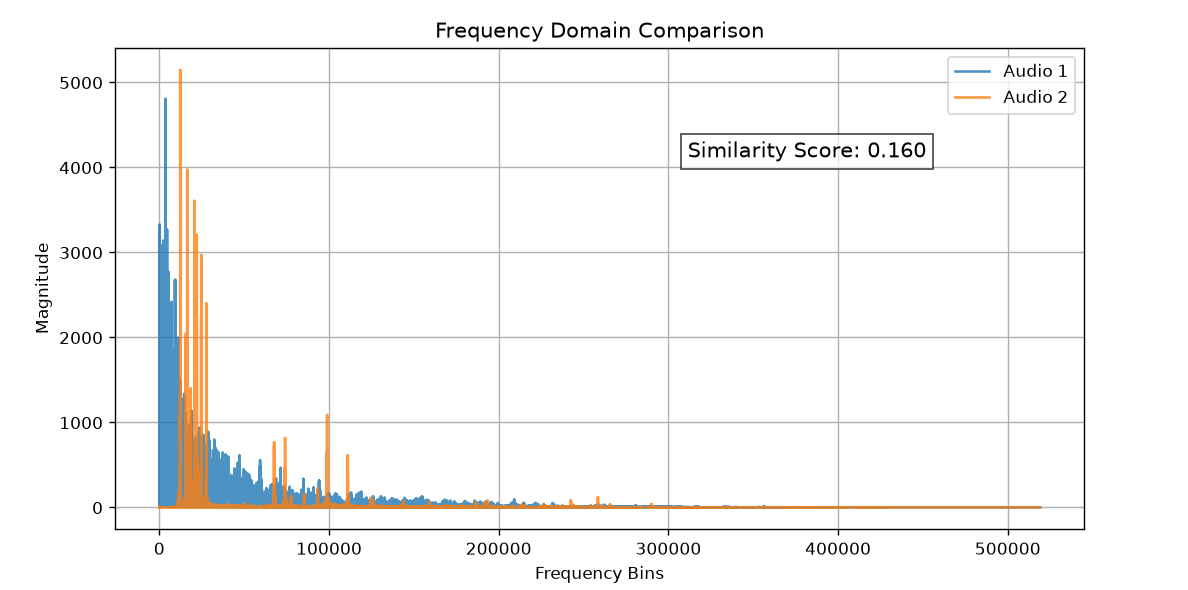 Frequency Domain Comparison
Audio 1
Audio 2
Similarity Score: 0.160
Magnitude
5000
4000
3000
2000
1000
0
0
100000
200000
300000
400000
500000
Frequency Bins